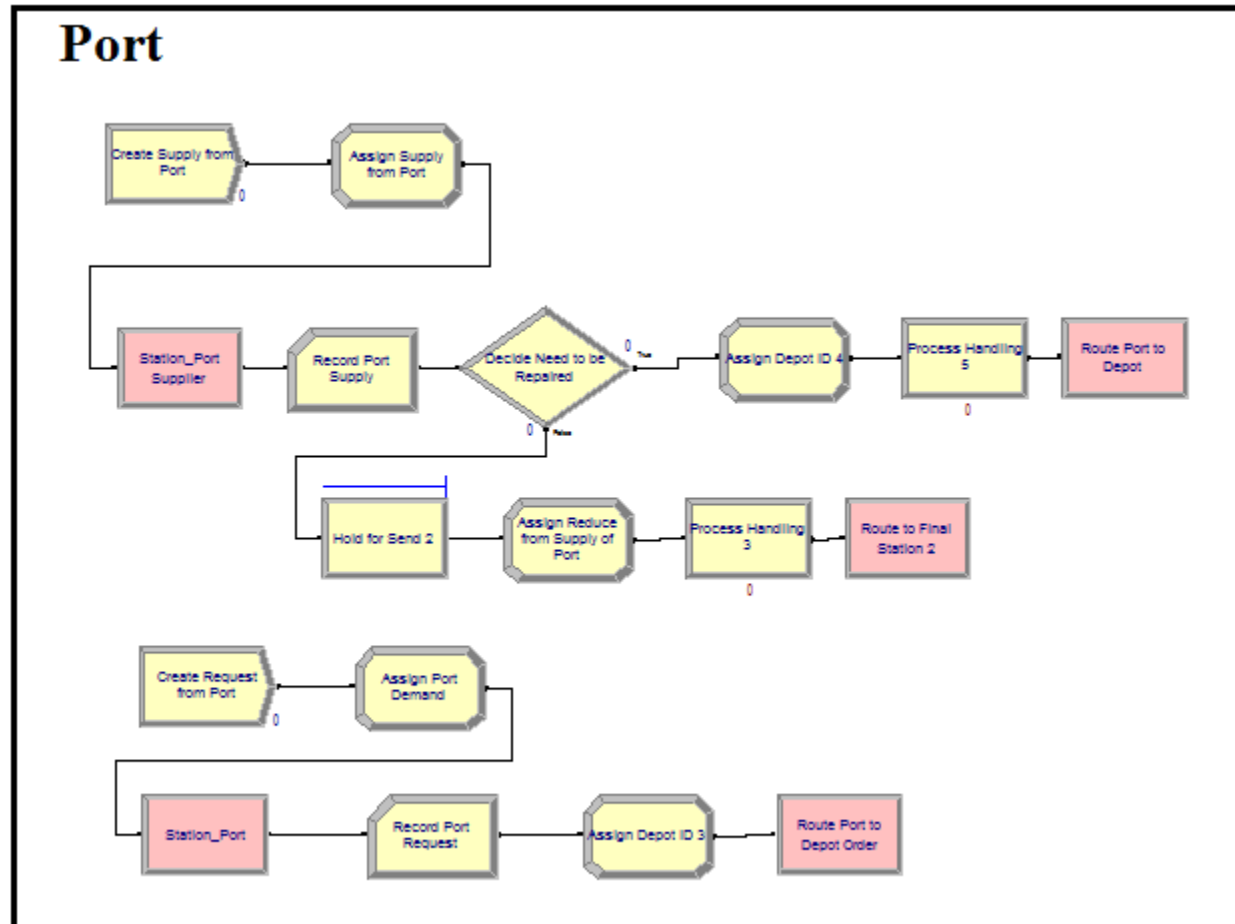 Port
Create Supply from
Port
0
Assign Supply
from Port
Station_Port
Supplier
Record Port
Supply
Decide Need to be
Repaired
0
True
0
False
Assign Depot ID 4
Process Handling
5
0
Route Port to
Depot
Hold for Send 2
Assign Reduce
from Supply of
Port
Process Handling
3
0
Route to Final
Station 2
Create Request
from Port
0
Assign Port
Demand
Station_Port
Record Port
Request
Assign Depot ID 3
Route Port to
Depot Order